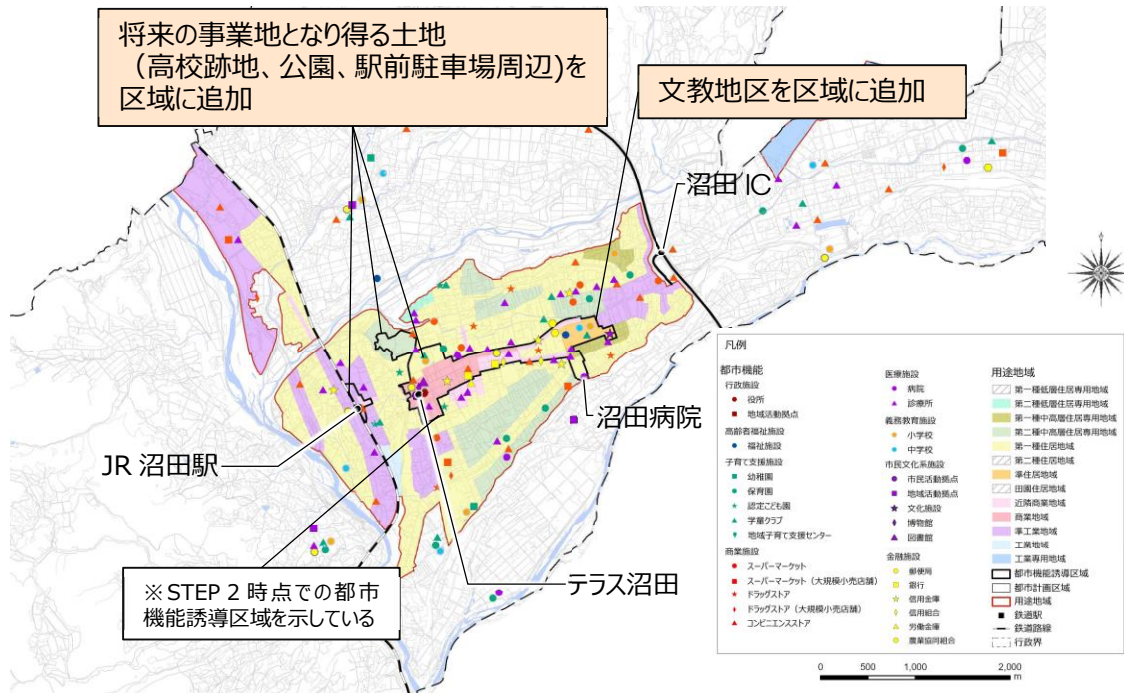 将来の事業地となり得る土地
（高校跡地、公園、駅前駐車場周辺)を
区域に追加
文教地区を区域に追加
沼田IC
沼田病院
JR 沼田駅
テラス沼田
※STEP 2 時点での都市
機能誘導区域を示している
凡例
都市機能
行政施設
役所
地域活動拠点
高齢者福祉施設
福祉施設
子育て支援施設
幼稚園
保育園
認定こども園
学童クラブ
地域子育て支援センター
商業施設
スーパーマーケット
スーパーマーケット（大規模小売店舗）
ドラッグストア
ドラッグストア（大規模小売店舗）
コンビニエンスストア
医療施設
病院
診療所
義務教育施設
小学校
中学校
市民文化系施設
市民活動拠点
地域活動拠点
文化施設
博物館
図書館
金融施設
郵便局
銀行
信用金庫
信用組合
労働金庫
農業協同組合
用途地域
第一種低層住居専用地域
第二種低層住居専用地域
第一種中高層住居専用地域
第二種中高層住居専用地域
第一種住居地域
第二種住居地域
準住居地域
田園住居地域
近隣商業地域
商業地域
準工業地域
工業地域
工業専用地域
都市機能誘導区域
都市計画区域
用途地域
鉄道駅
鉄道路線
行政界
0 500 1,000 2,000
m